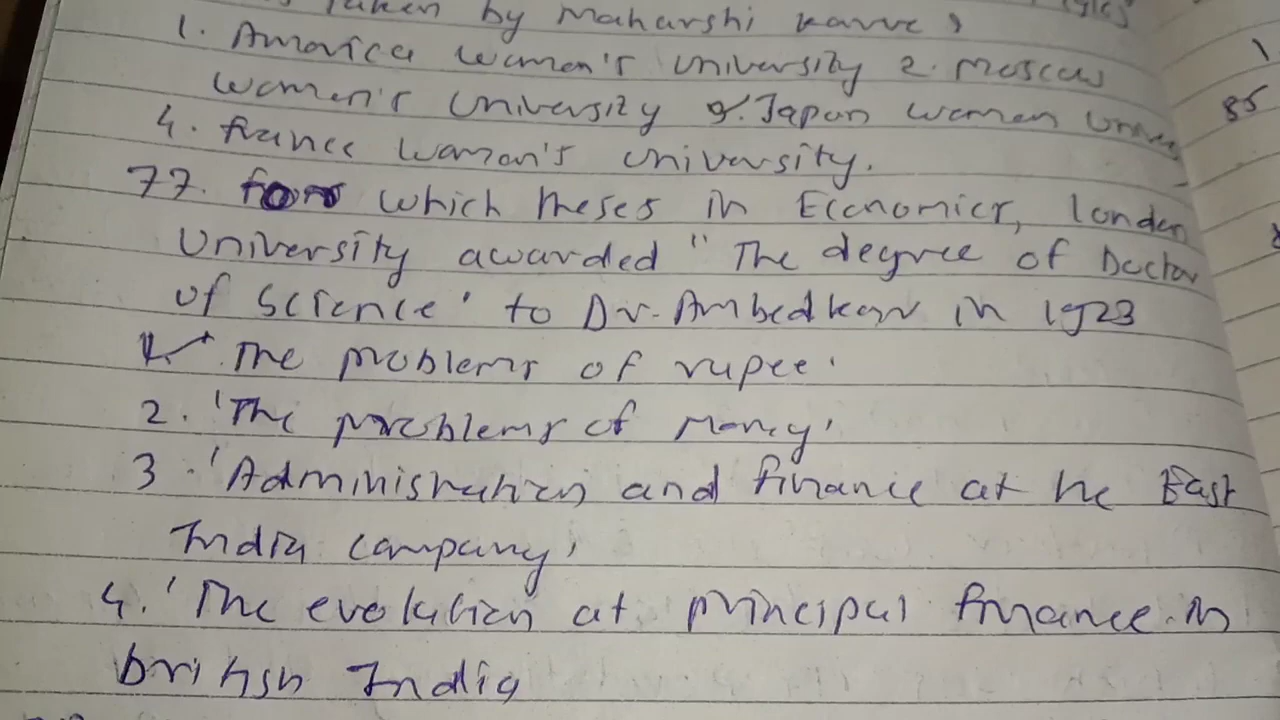 taken by Maharshi Karve,
1. America women's university 2. Moscow
women's University 3. Japan women Univer
4. france women's university.
77. for which theses in Economics, london
University awarded "The degree of Doctor
of Science' to Dr. Ambedkar in 1923
1. The problems of rupee'
2. 'The problems of Money'
3. 'Administration and finance at he East
India company'
4. 'The evolution at principal finance in
british India
85